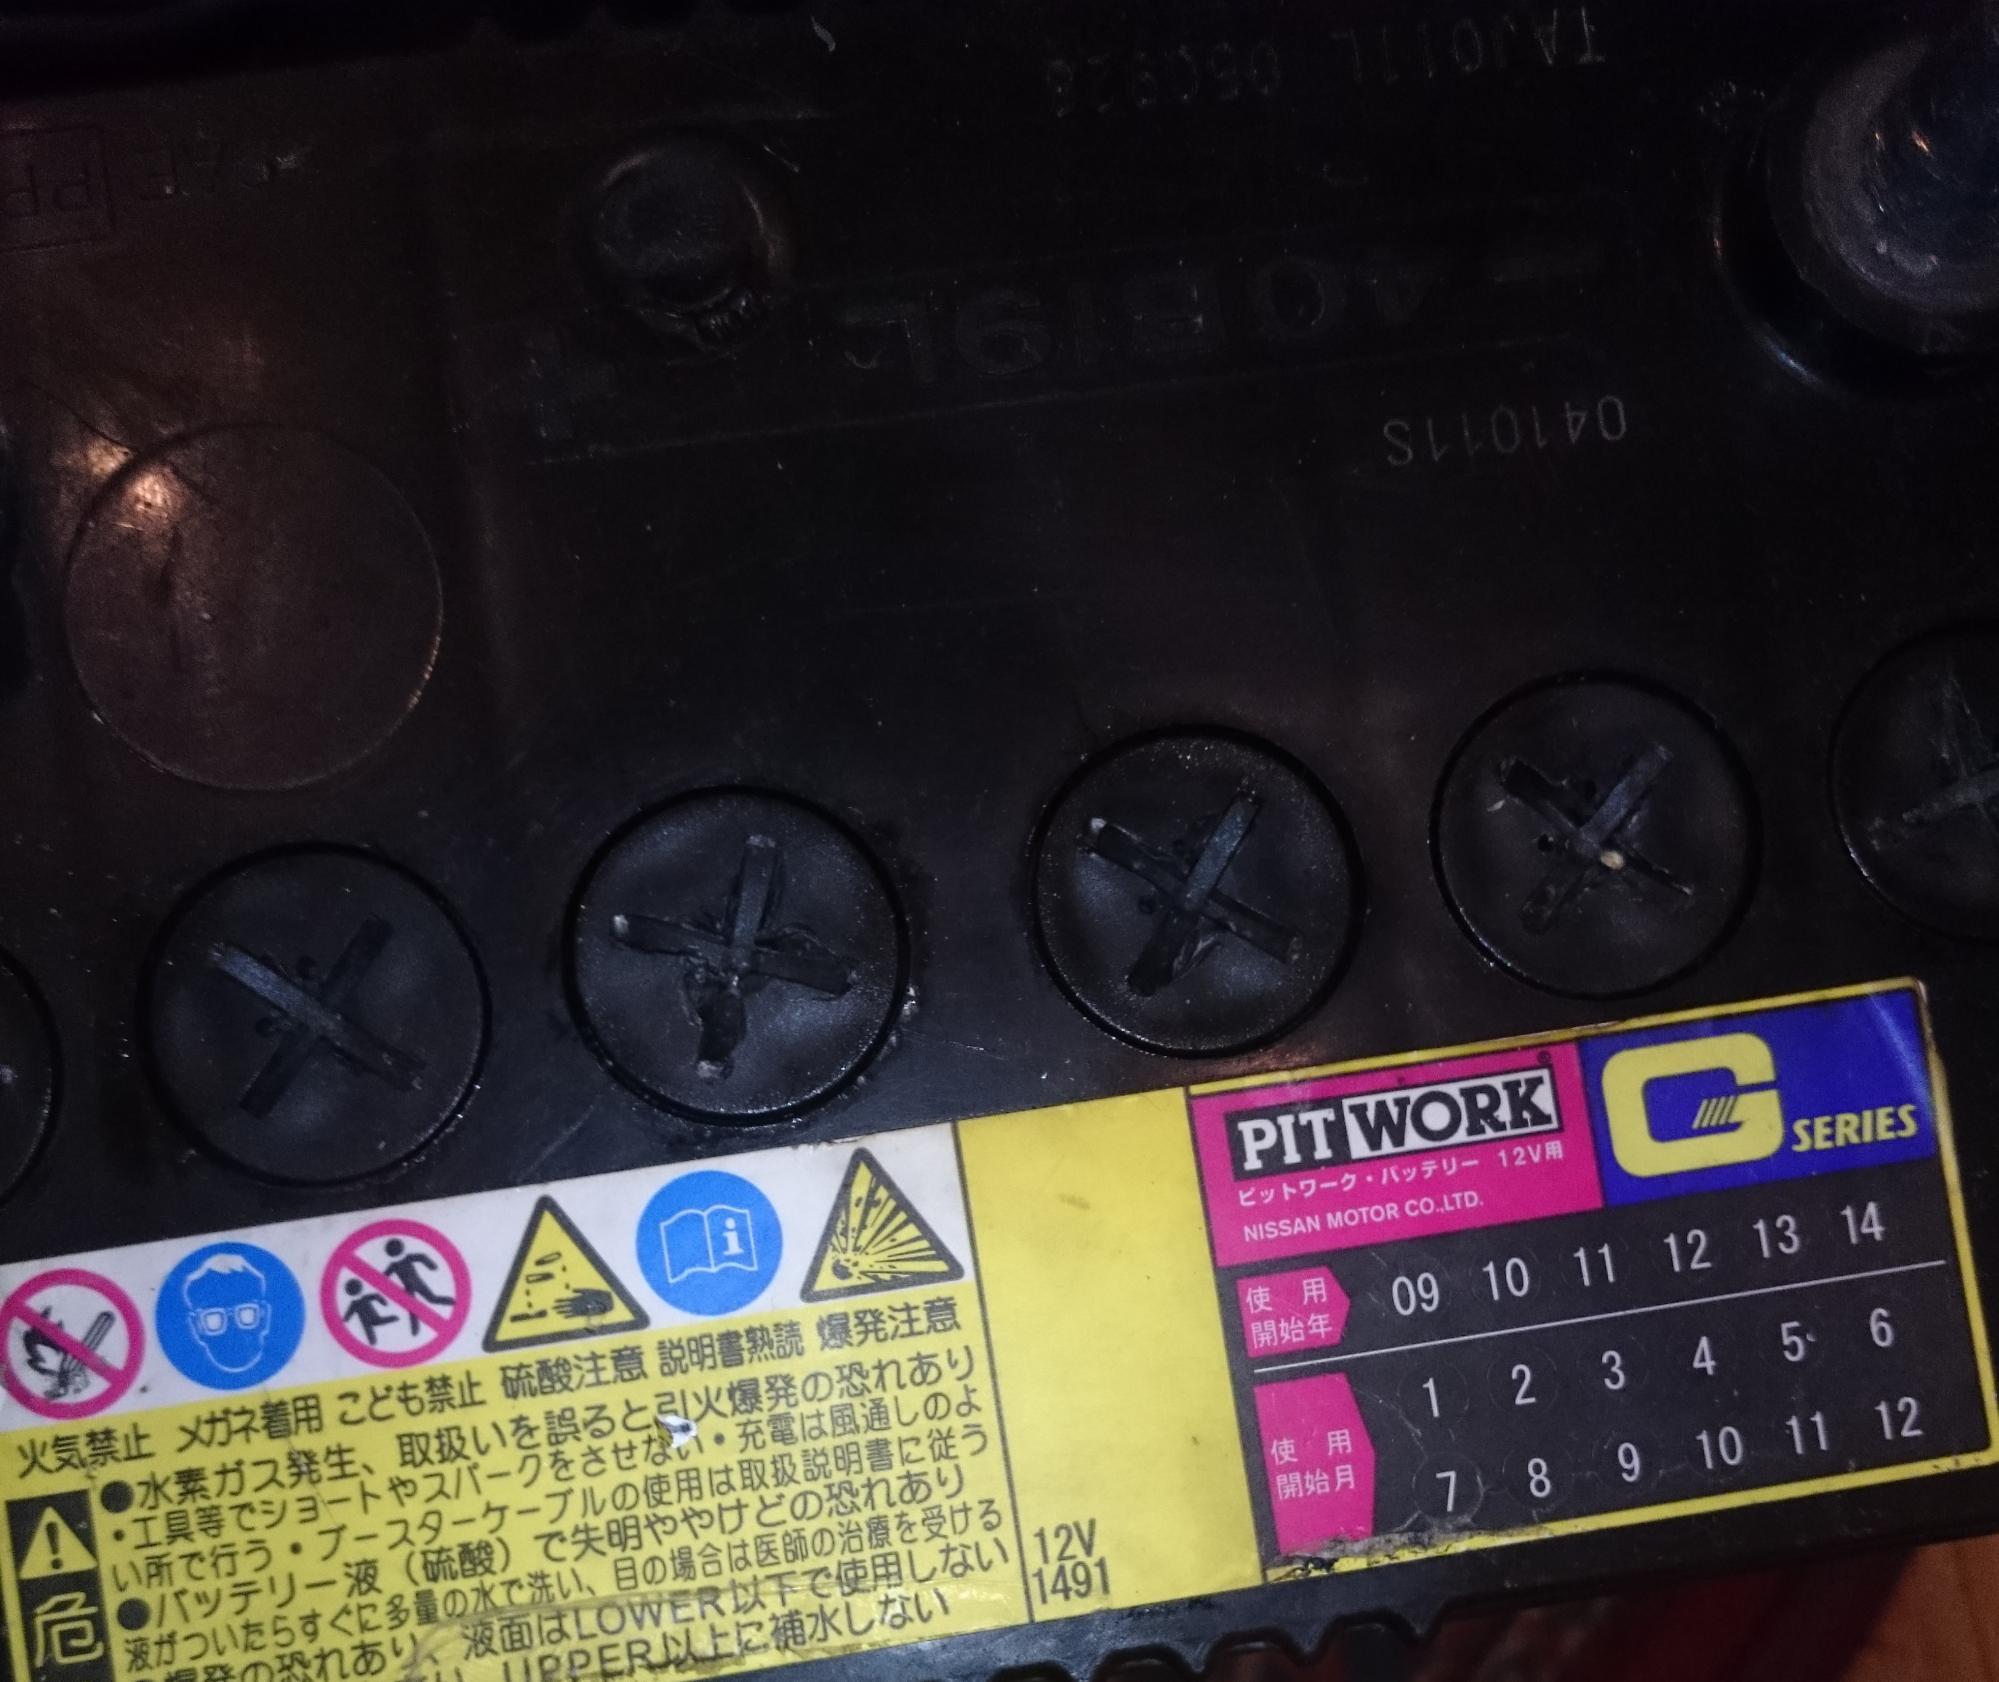 TAJ011L 050928
40B19L
041011S
PITWORK
ピットワーク・バッテリー 12V用
NISSAN MOTOR CO.,LTD.
G SERIES
使用開始年
09 10 11 12 13 14
使用開始月
1 2 3 4 5 6
7 8 9 10 11 12
火気禁止 メガネ着用 こども禁止 硫酸注意 説明書熟読 爆発注意
●水素ガス発生、取扱いを誤ると引火爆発の恐れあり
・工具等でショートやスパークをさせない・充電は風通しのよ
い所で行う・ブースターケーブルの使用は取扱説明書に従う
●バッテリー液（硫酸）で失明ややけどの恐れあり
液がついたらすぐに多量の水で洗い、目の場合は医師の治療を受ける
爆発の恐れあり、液面はLOWER以下で使用しない
UPPER以上に補水しない
危
12V
1491